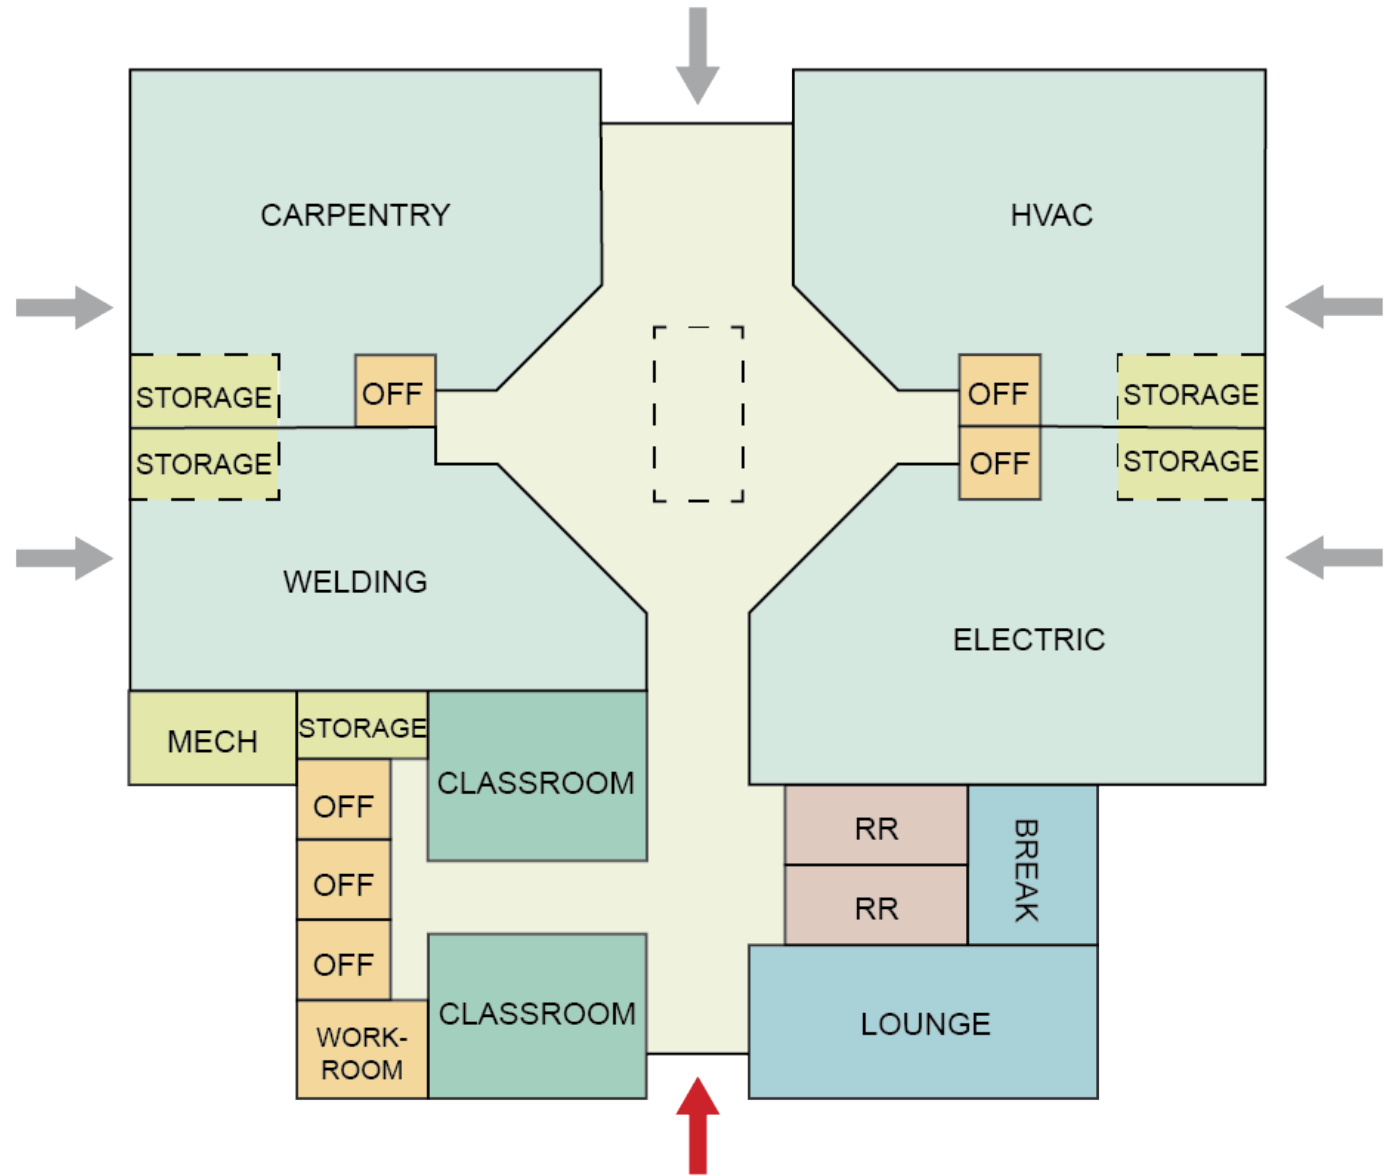 CARPENTRY
HVAC
STORAGE
OFF
OFF
STORAGE
STORAGE
OFF
STORAGE
WELDING
ELECTRIC
MECH
STORAGE
CLASSROOM
OFF
RR
BREAK
OFF
RR
OFF
CLASSROOM
LOUNGE
WORK-
ROOM